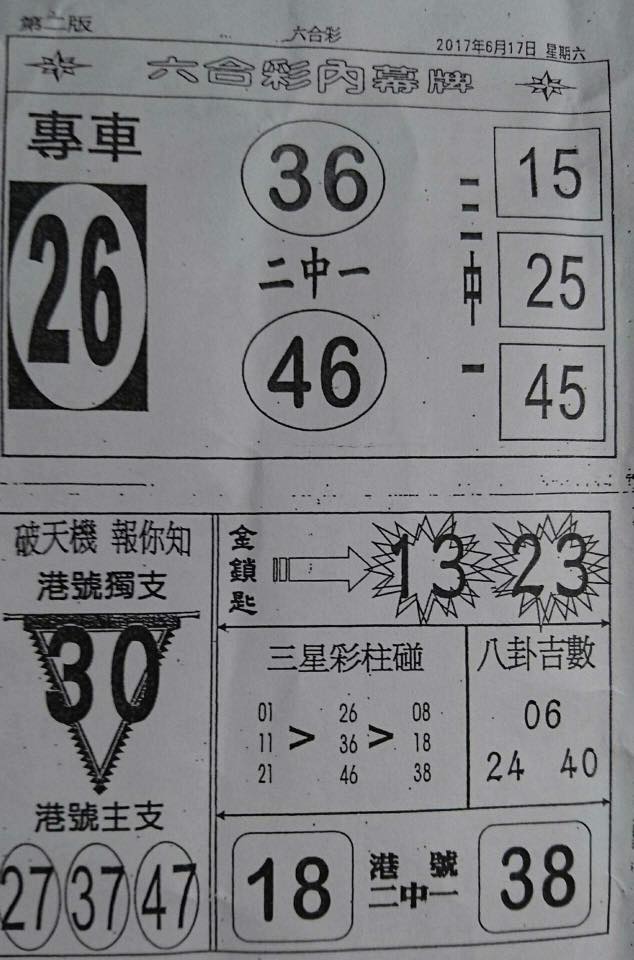 第二版
六合彩
2017年6月17日 星期六
六合彩內幕牌
專車
26
36
二中一
46
三中一
15
25
45
破天機 報你知
港號獨支
30
港號主支
27 37 47
金鎖匙
13 23
三星彩柱碰
01 26 08
11 > 36 > 18
21 46 38
八卦吉數
06
24 40
18
港號
二中一
38